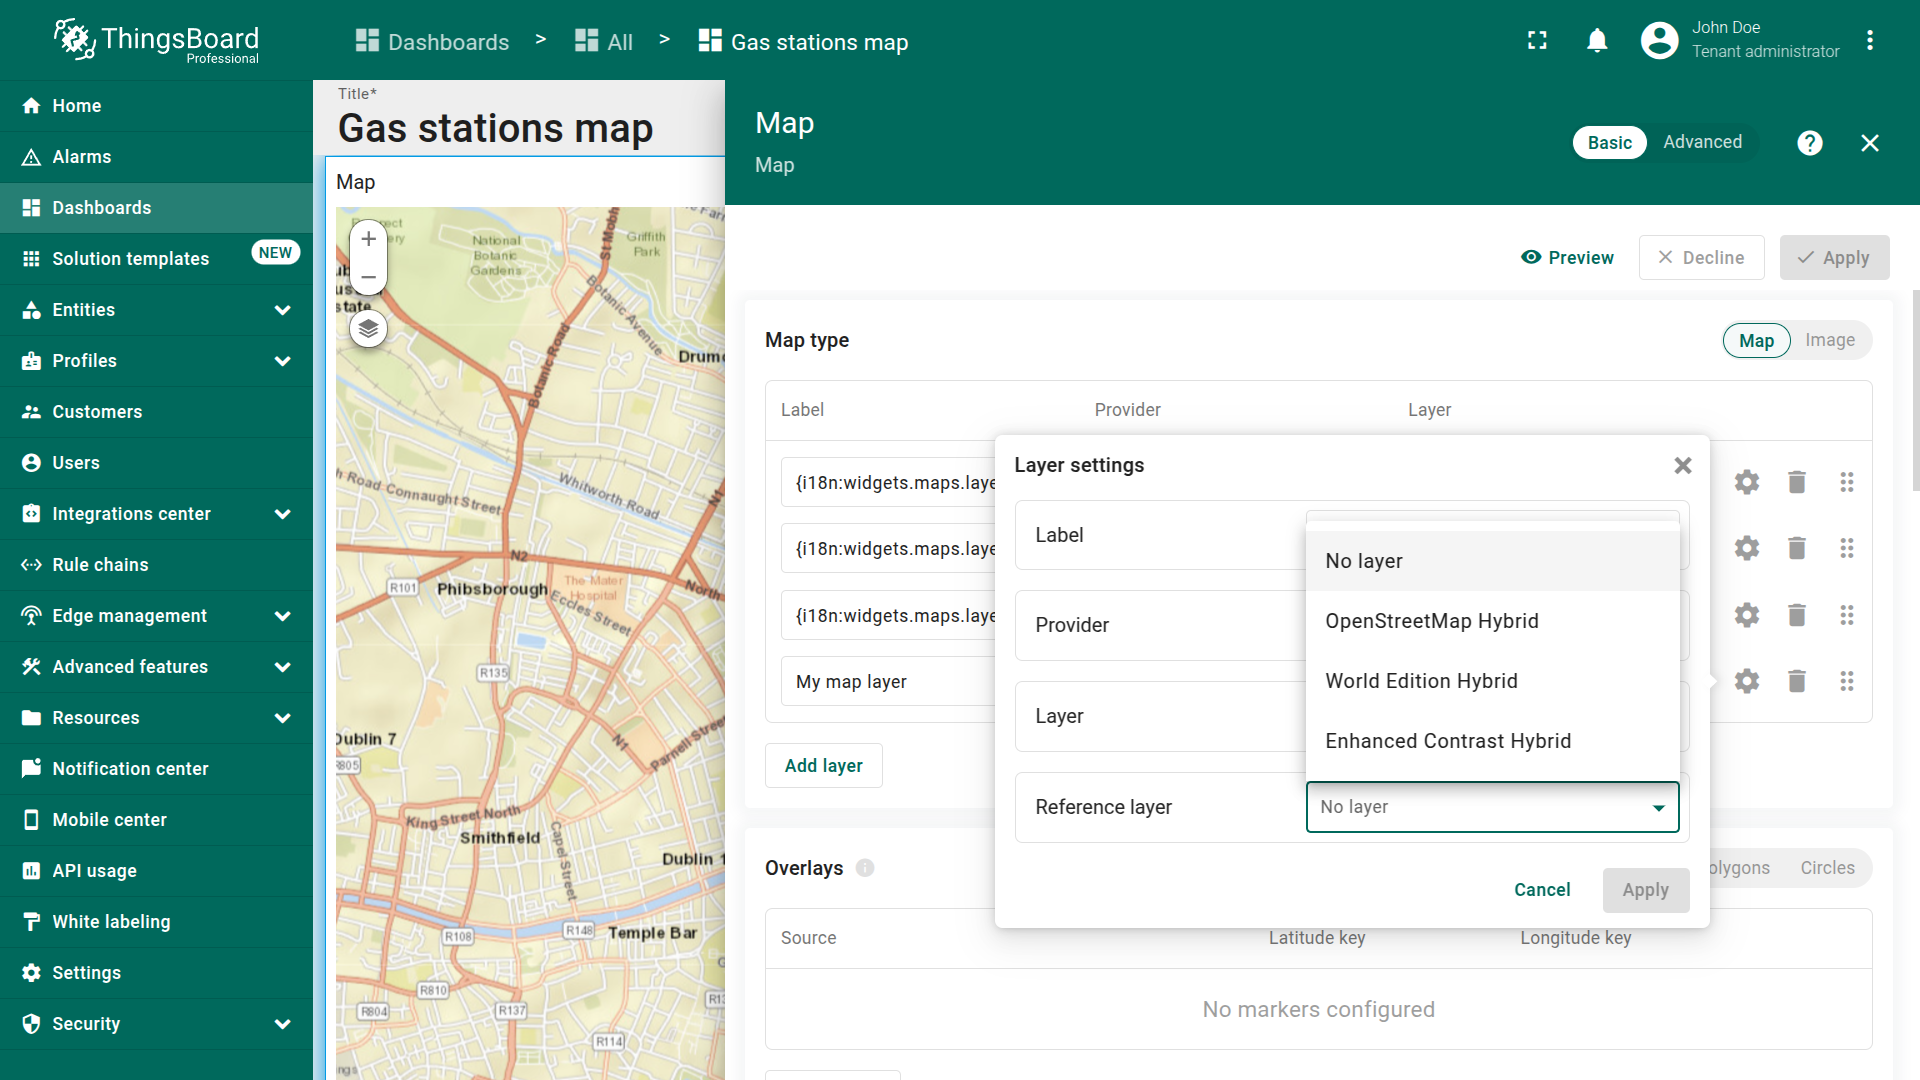 ThingsBoard
Professional
Dashboards > All > Gas stations map
John Doe
Tenant administrator
Home
Alarms
Dashboards
Solution templates NEW
Entities
Profiles
Customers
Users
Integrations center
Rule chains
Edge management
Advanced features
Resources
Notification center
Mobile center
API usage
White labeling
Settings
Security
Title*
Gas stations map
Map
National
Botanic
Gardens
Griffith
Park
St Mobh
Botanic Avenue
Botanic Road
Drum
Road Connaught Street
Whitworth Road
N1
N2
R101
Phibsborough
The Mater
Hospital
North
Eccles Street
R135
N1
Parnell Street
Dublin 7
R805
King Street North
Smithfield
Capel Street
Dublin 1
R148
Temple Bar
R108
R810
R804
R137
R13
R114
Map
Map
Basic
Advanced
Preview
Decline
Apply
Map type
Map
Image
Label
Provider
Layer
{i18n:widgets.maps.laye
{i18n:widgets.maps.laye
{i18n:widgets.maps.laye
My map layer
Add layer
Layer settings
Label
Provider
Layer
Reference layer
No layer
OpenStreetMap Hybrid
World Edition Hybrid
Enhanced Contrast Hybrid
No layer
Cancel
Apply
Overlays
olygons
Circles
Source
Latitude key
Longitude key
No markers configured